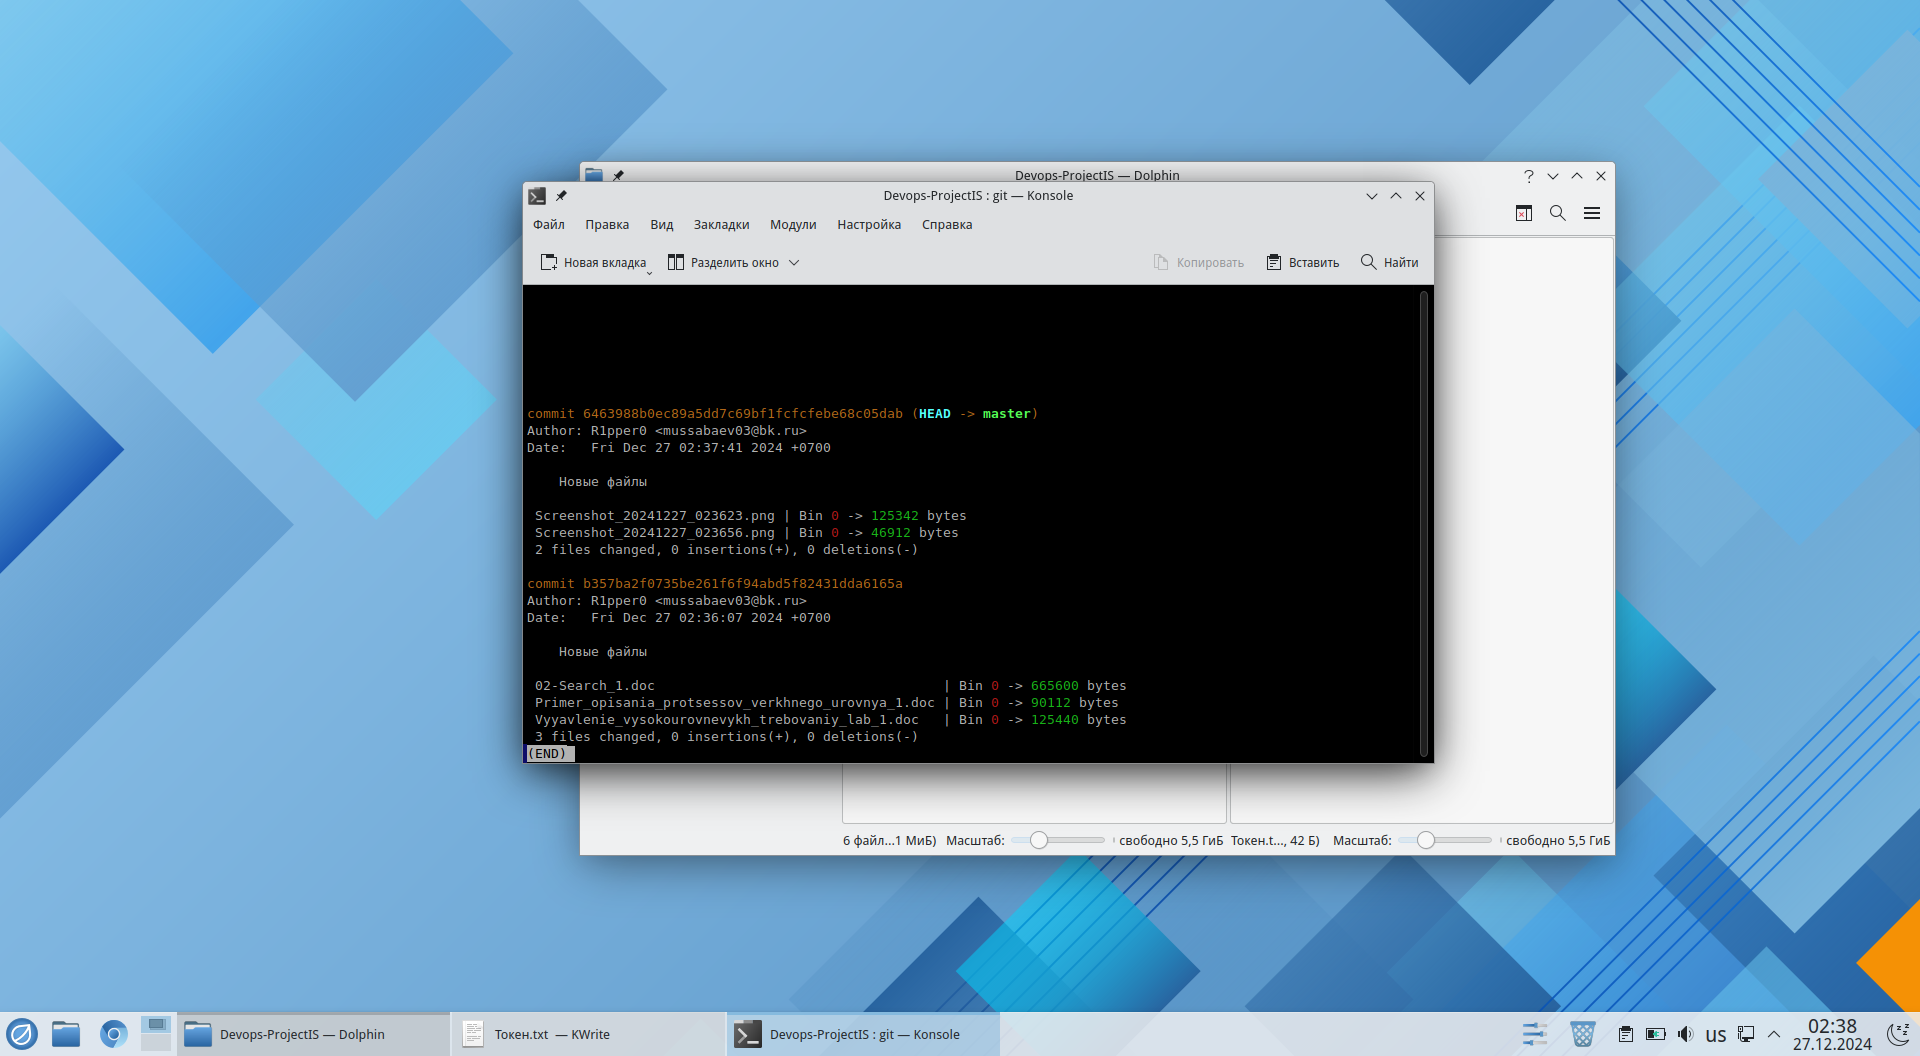 Devops-ProjectIS — Dolphin
Devops-ProjectIS : git — Konsole
Файл Правка Вид Закладки Модули Настройка Справка
Новая вкладка Разделить окно Копировать Вставить Найти
commit 6463988b0ec89a5dd7c69bf1fcfcfebe68c05dab (HEAD -> master)
Author: R1pper0 <mussabaev03@bk.ru>
Date: Fri Dec 27 02:37:41 2024 +0700
Новые файлы
Screenshot_20241227_023623.png | Bin 0 -> 125342 bytes
Screenshot_20241227_023656.png | Bin 0 -> 46912 bytes
2 files changed, 0 insertions(+), 0 deletions(-)
commit b357ba2f0735be261f6f94abd5f82431dda6165a
Author: R1pper0 <mussabaev03@bk.ru>
Date: Fri Dec 27 02:36:07 2024 +0700
Новые файлы
02-Search_1.doc | Bin 0 -> 665600 bytes
Primer_opisania_protsessov_verkhnego_urovnya_1.doc | Bin 0 -> 90112 bytes
Vyyavlenie_vysokourovnevykh_trebovaniy_lab_1.doc | Bin 0 -> 125440 bytes
3 files changed, 0 insertions(+), 0 deletions(-)
(END)
6 файл...1 МиБ) Масштаб: свободно 5,5 ГиБ Токен.t..., 42 Б) Масштаб: свободно 5,5 ГиБ
Devops-ProjectIS — Dolphin Токен.txt — KWrite Devops-ProjectIS : git — Konsole us 02:38
27.12.2024